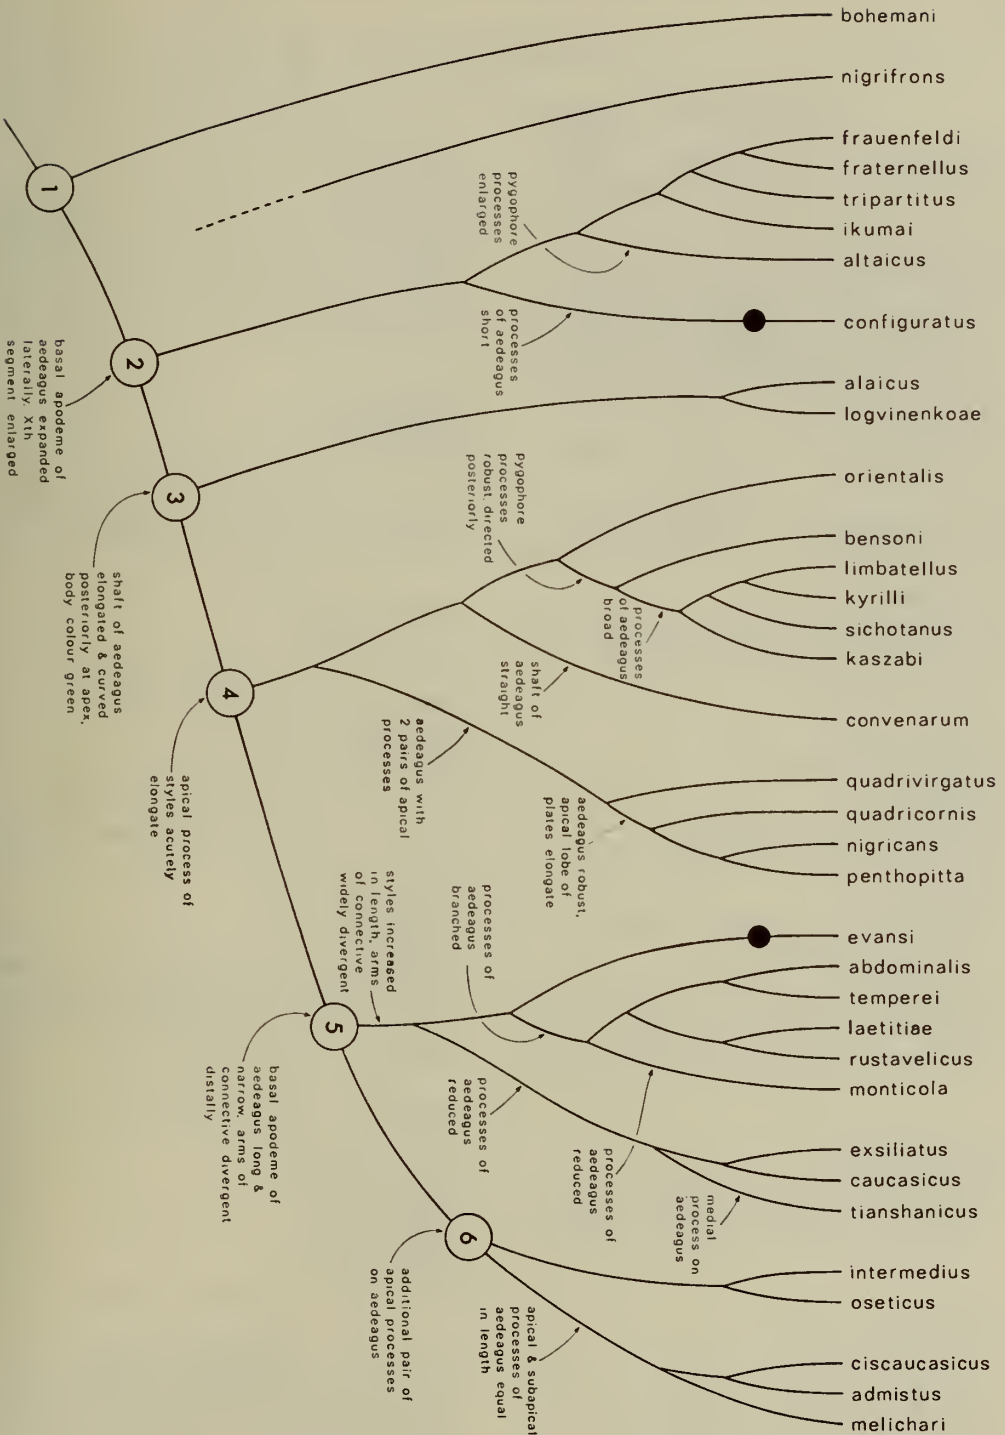 bohemani
nigrifrons
frauenfeldi
fraternellus
tripartitus
ikumai
altaicus
configuratus
alaicus
logvinenkoae
orientalis
bensoni
limbatellus
kyrilli
sichotanus
kaszabi
convenarum
quadrivirgatus
quadricornis
nigricans
penthopitta
evansi
abdominalis
temperei
laetitiae
rustavelicus
monticola
exsiliatus
caucasicus
tianshanicus
intermedius
oseticus
ciscaucasicus
admistus
melichari
1
2
3
4
5
6
basal apodeme of
aedeagus expanded
laterally. Xth
segment enlarged
shaft of aedeagus
elongated & curved
posteriorly at apex,
body colour green
apical process of
styles acutely
elongate
basal apodeme of
aedeagus long &
narrow, arms of
connective divergent
distally
additional pair of
apical processes
on aedeagus
pygophore
processes
enlarged
processes
of aedeagus
short
pygophore
processes
robust, directed
posteriorly
processes
of aedeagus
broad
shaft of
aedeagus
straight
aedeagus with
2 pairs of apical
processes
aedeagus robust,
apical lobe of
plates elongate
styles increased
in length, arms
of connective
widely divergent
processes of
aedeagus
branched
processes of
aedeagus
reduced
processes of
aedeagus
reduced
medial
process on
aedeagus
apical & subapical
processes of
aedeagus equal
in length